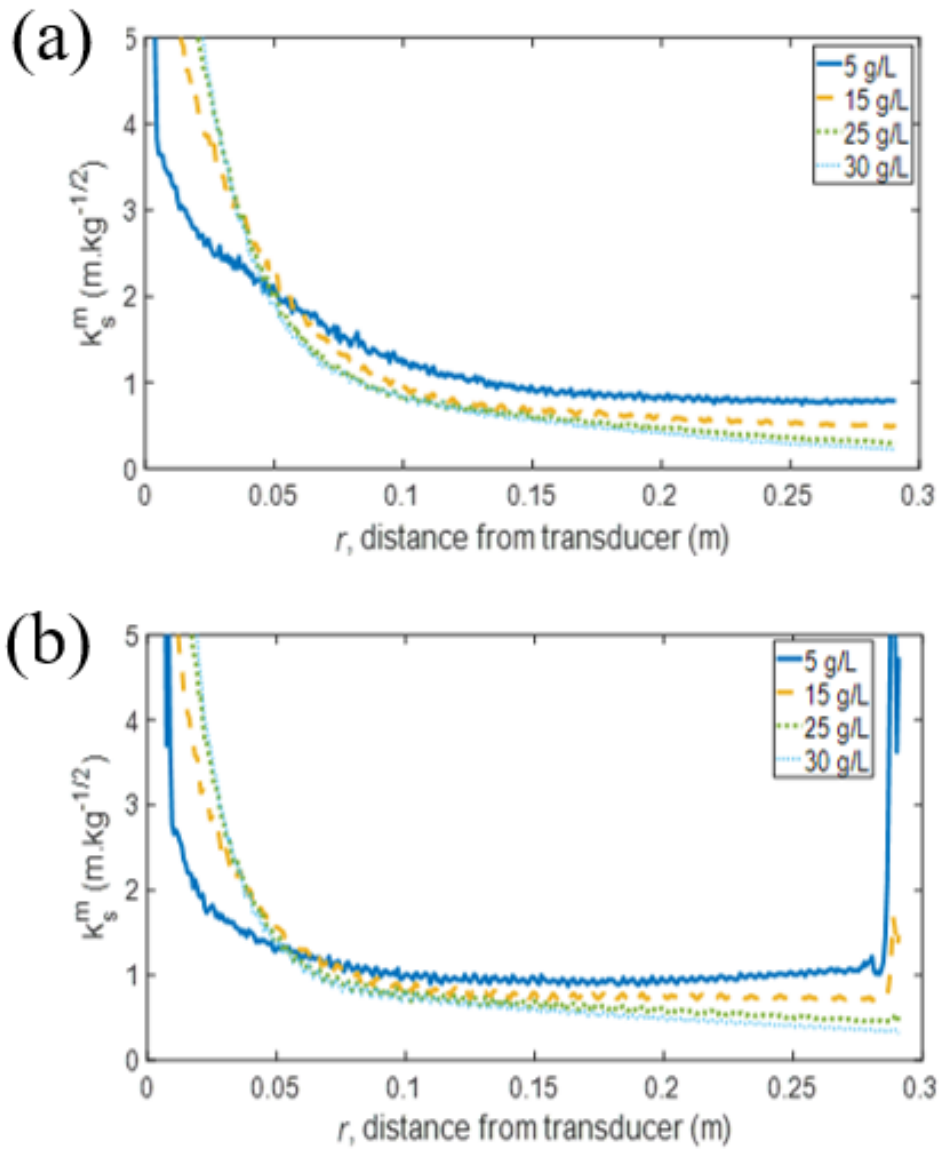 (a)
5
4
3
2
1
0
k_s^m (m.kg^-1/2)
5 g/L
15 g/L
25 g/L
30 g/L
0 0.05 0.1 0.15 0.2 0.25 0.3
r, distance from transducer (m)
(b)
5
4
3
2
1
0
k_s^m (m.kg^-1/2)
5 g/L
15 g/L
25 g/L
30 g/L
0 0.05 0.1 0.15 0.2 0.25 0.3
r, distance from transducer (m)